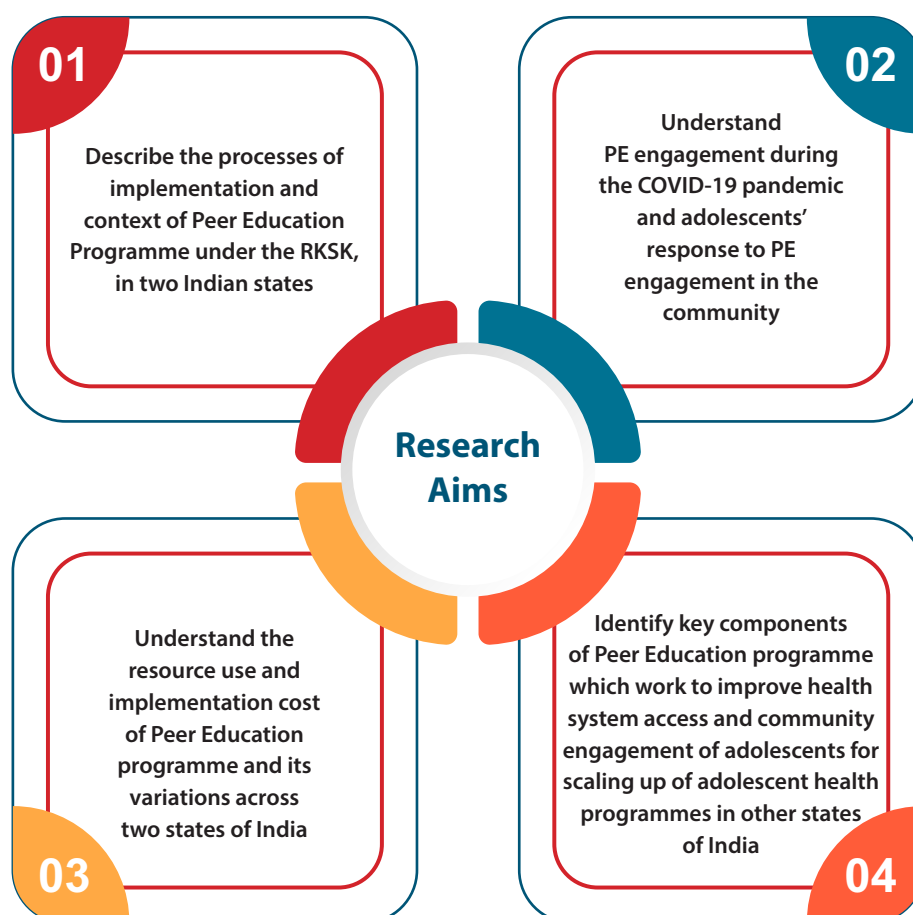 01
Describe the processes of
implementation and
context of Peer Education
Programme under the RKSK,
in two Indian states
02
Understand
PE engagement during
the COVID-19 pandemic
and adolescents’
response to PE
engagement in the
community
Research
Aims
Understand the
resource use and
implementation cost
of Peer Education
programme and its
variations across
two states of India
03
Identify key components
of Peer Education programme
which work to improve health
system access and community
engagement of adolescents for
scaling up of adolescent health
programmes in other states
of India
04